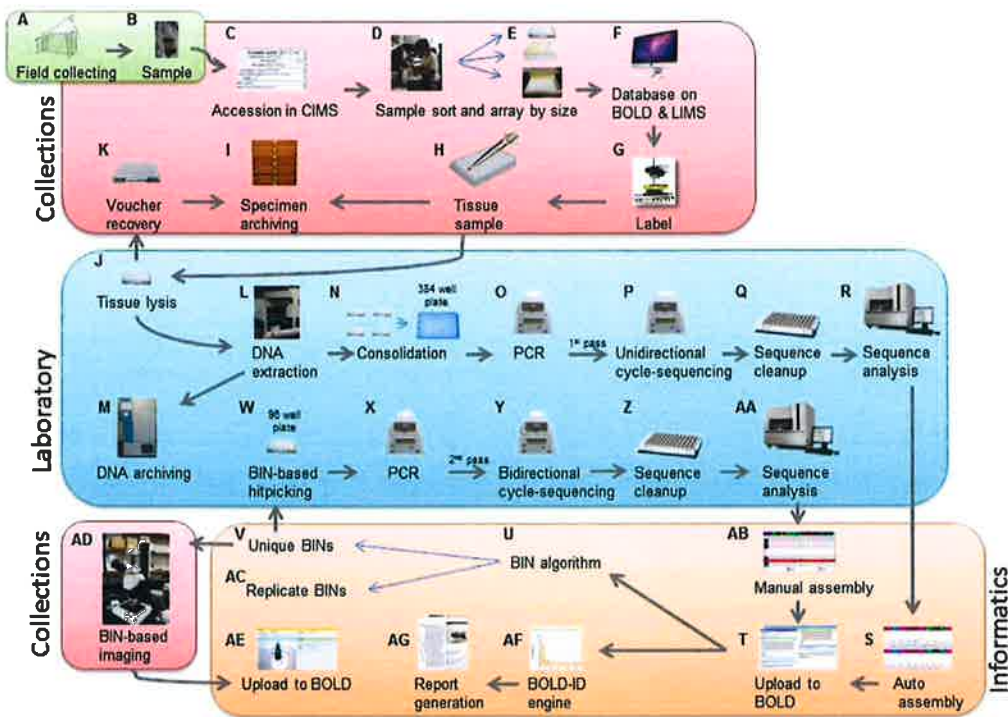 A
B
Field collecting
Sample
Collections
C
D
E
F
Accession in CIMS
Sample sort and array by size
Database on
BOLD & LIMS
K
I
H
G
Voucher
recovery
Specimen
archiving
Tissue
sample
Label
Laboratory
J
Tissue lysis
L
N
384 well
plate
O
P
Q
R
DNA
extraction
Consolidation
PCR
1st pass
Unidirectional
cycle-sequencing
Sequence
cleanup
Sequence
analysis
M
DNA archiving
W
96 well
plate
BIN-based
hitpicking
X
PCR
2nd pass
Y
Bidirectional
cycle-sequencing
Z
Sequence
cleanup
AA
Sequence
analysis
Collections
AD
BIN-based
imaging
V
Unique BINs
U
BIN algorithm
AB
Manual assembly
AC
Replicate BINs
AE
Upload to BOLD
AG
Report
generation
AF
BOLD-ID
engine
T
Upload to
BOLD
S
Auto
assembly
Informatics